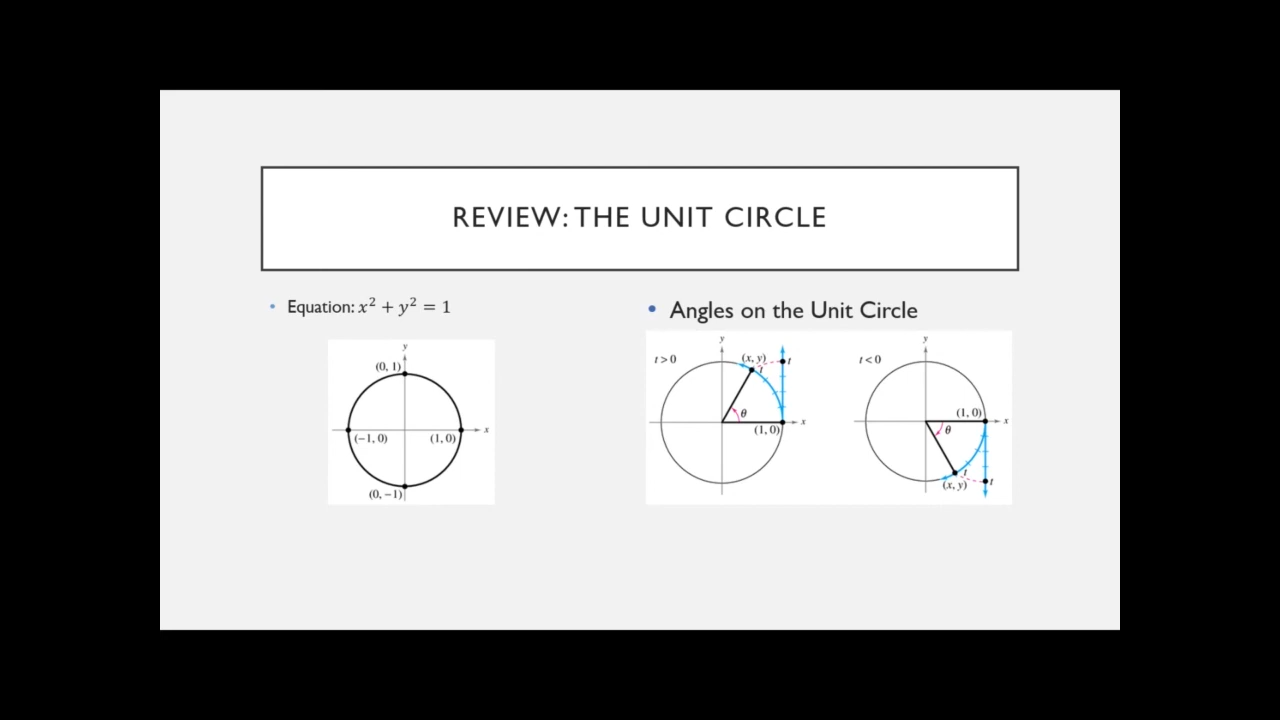 REVIEW: THE UNIT CIRCLE
• Equation: x² + y² = 1
y
(0, 1)
x
(−1, 0) (1, 0)
(0, −1)
• Angles on the Unit Circle
y
t > 0 (x, y) t
t
θ
x
(1, 0)
y
t < 0
(1, 0)
x
θ
t
(x, y) t